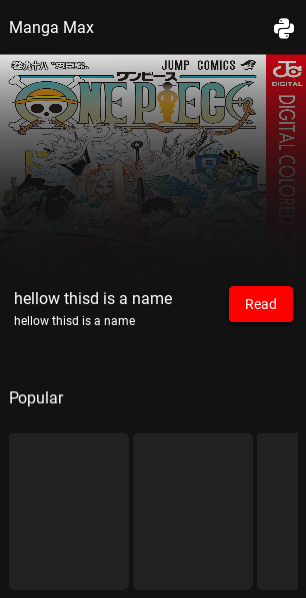 Manga Max
JUMP COMICS
ワンピース
ONE PIECE
DIGITAL
DIGITAL COLORED
hellow thisd is a name
hellow thisd is a name
Read
Popular